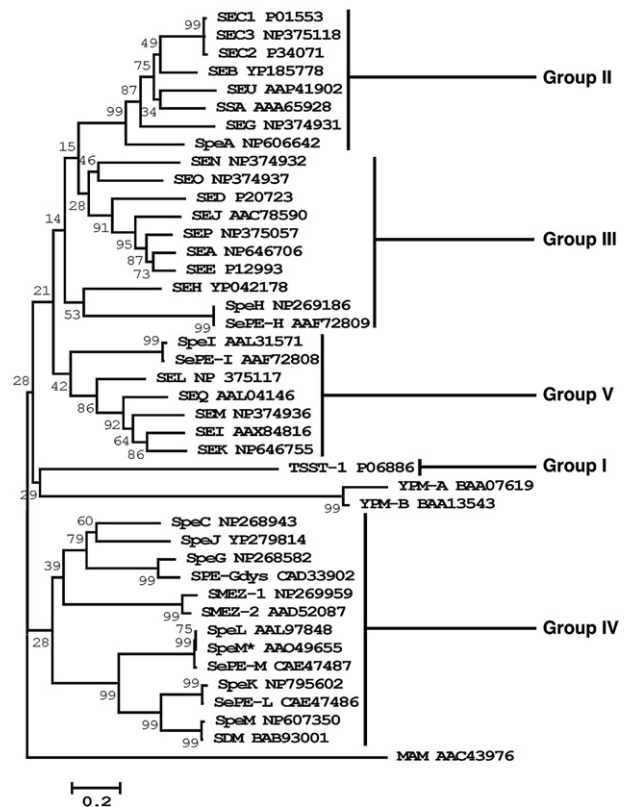 99 SEC1 P01553
SEC3 NP375118
49 SEC2 P34071
75 SEB YP185778 Group II
87 SEU AAP41902
34 SSA AAA65928
99 SEG NP374931
15 SpeA NP606642
46 SEN NP374932
SEO NP374937
28 SED P20723
14 91 SEJ AAC78590
95 SEP NP375057 Group III
87 SEA NP646706
73 SEE P12993
21 SEH YP042178
53 SpeH NP269186
99 SePE-H AAF72809
99 SpeI AAL31571
SePE-I AAF72808
28 42 SEL NP 375117
86 SEQ AAL04146 Group V
92 SEM NP374936
64 SEI AAX84816
86 SEK NP646755
TSST-1 P06886 Group I
29 YPM-A BAA07619
99 YPM-B BAA13543
60 SpeC NP268943
79 SpeJ YP279814
39 SpeG NP268582
99 SPE-Gdys CAD33902
SMEZ-1 NP269959
99 SMEZ-2 AAD52087
28 75 SpeL AAL97848 Group IV
99 SpeM* AAO49655
SePE-M CAE47487
99 99 SpeK NP795602
SePE-L CAE47486
99 SpeM NP607350
99 SDM BAB93001
MAM AAC43976
0.2